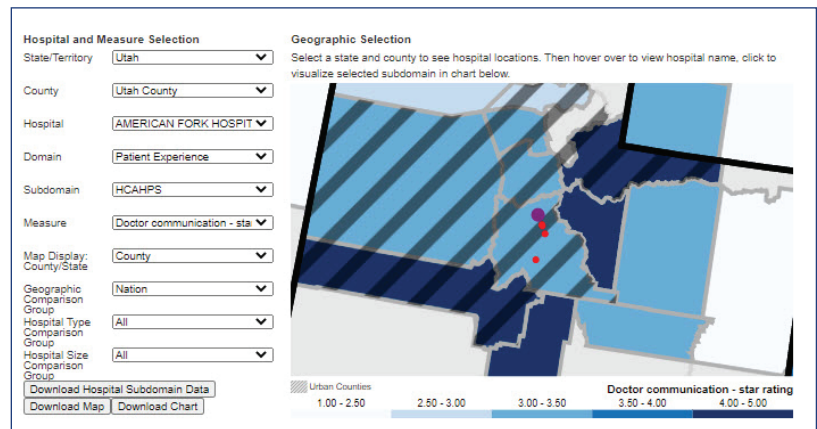 Hospital and Measure Selection
State/Territory Utah
County Utah County
Hospital AMERICAN FORK HOSPIT
Domain Patient Experience
Subdomain HCAHPS
Measure Doctor communication - sta
Map Display:
County/State
County
Geographic
Comparison
Group
Nation
Hospital Type
Comparison
Group
All
Hospital Size
Comparison
Group
All
Download Hospital Subdomain Data
Download Map Download Chart
Geographic Selection
Select a state and county to see hospital locations. Then hover over to view hospital name, click to
visualize selected subdomain in chart below.
Urban Counties
Doctor communication - star rating
1.00 - 2.50 2.50 - 3.00 3.00 - 3.50 3.50 - 4.00 4.00 - 5.00